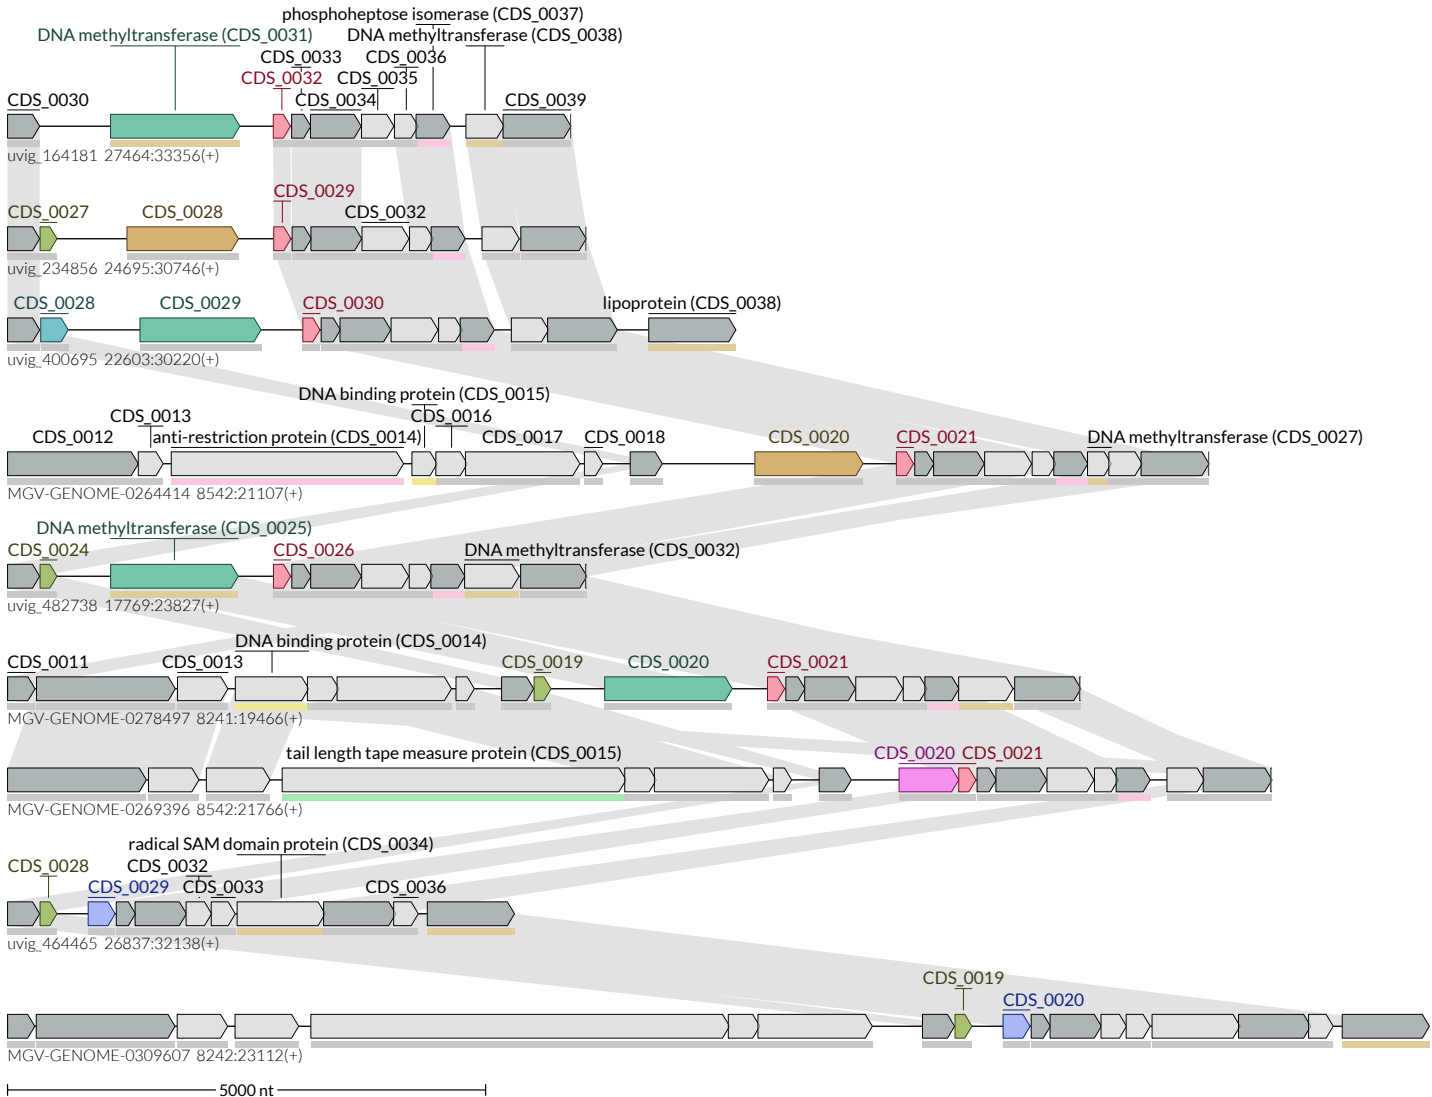 phosphoheptose isomerase (CDS_0037)
DNA methyltransferase (CDS_0031) DNA methyltransferase (CDS_0038)
CDS_0033 CDS_0036
CDS_0032 CDS_0035
CDS_0030 CDS_0034 CDS_0039
uvig_164181 27464:33356(+)
CDS_0029
CDS_0027 CDS_0028 CDS_0032
uvig_234856 24695:30746(+)
CDS_0028 CDS_0029 CDS_0030 lipoprotein (CDS_0038)
uvig_400695 22603:30220(+)
DNA binding protein (CDS_0015)
CDS_0013 CDS_0016
CDS_0012 anti-restriction protein (CDS_0014) CDS_0017 CDS_0018 CDS_0020 CDS_0021 DNA methyltransferase (CDS_0027)
MGV-GENOME-0264414 8542:21107(+)
DNA methyltransferase (CDS_0025)
CDS_0024 CDS_0026 DNA methyltransferase (CDS_0032)
uvig_482738 17769:23827(+)
DNA binding protein (CDS_0014)
CDS_0011 CDS_0013 CDS_0019 CDS_0020 CDS_0021
MGV-GENOME-0278497 8241:19466(+)
tail length tape measure protein (CDS_0015) CDS_0020 CDS_0021
MGV-GENOME-0269396 8542:21766(+)
radical SAM domain protein (CDS_0034)
CDS_0028 CDS_0032
CDS_0029 CDS_0033 CDS_0036
uvig_464465 26837:32138(+)
CDS_0019
CDS_0020
MGV-GENOME-0309607 8242:23112(+)
5000 nt